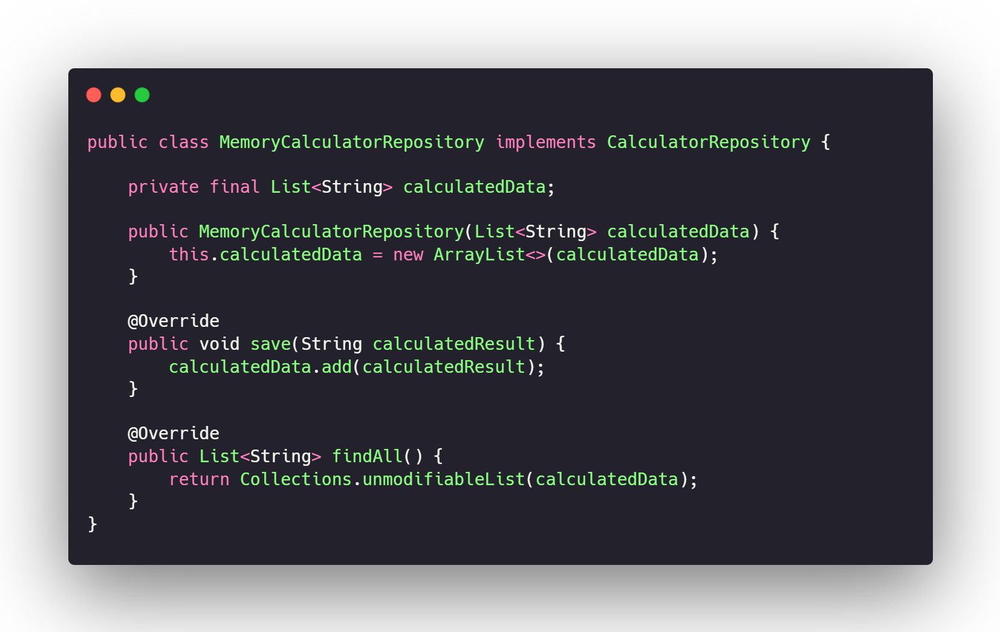 public class MemoryCalculatorRepository implements CalculatorRepository {
    private final List<String> calculatedData;
    public MemoryCalculatorRepository(List<String> calculatedData) {
        this.calculatedData = new ArrayList<>(calculatedData);
    }
    @Override
    public void save(String calculatedResult) {
        calculatedData.add(calculatedResult);
    }
    @Override
    public List<String> findAll() {
        return Collections.unmodifiableList(calculatedData);
    }
}